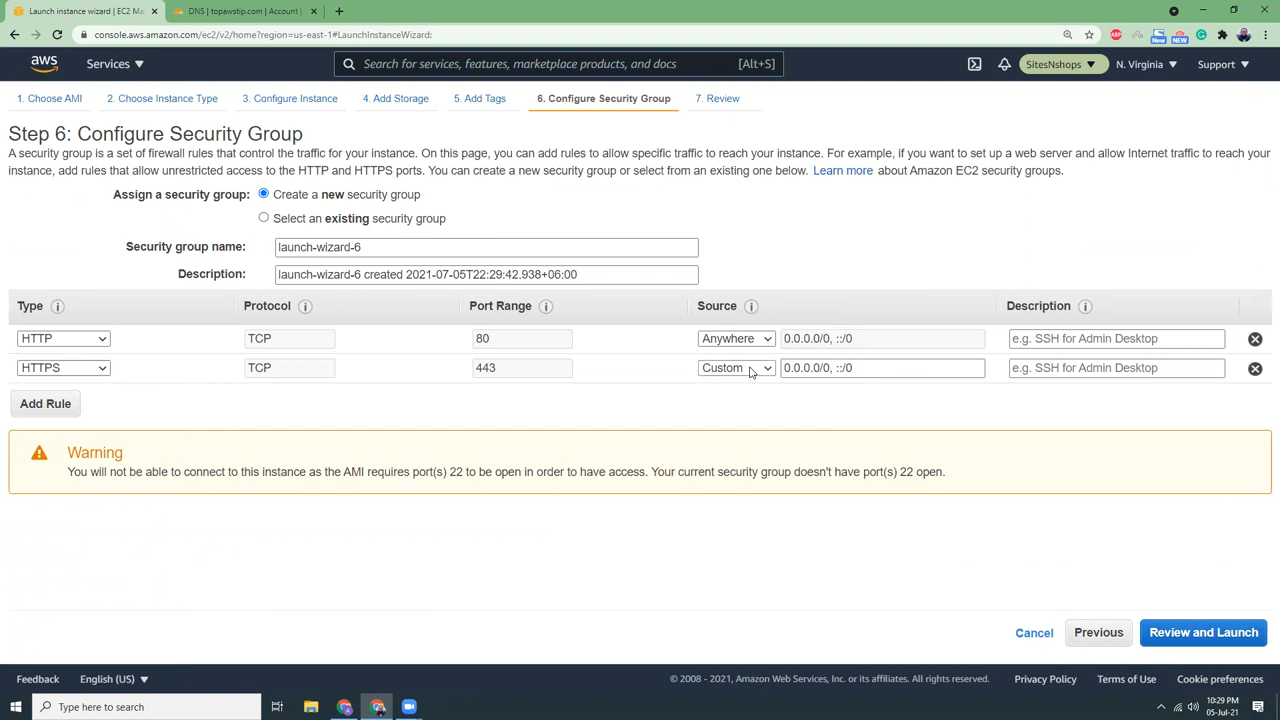 Launch instance wizard | EC2 Ma
DNS | topawstip.com | Account |
console.aws.amazon.com/ec2/v2/home?region=us-east-1#LaunchInstanceWizard:
ABP
New
NEW
aws
Services
Search for services, features, marketplace products, and docs
[Alt+S]
SitesNshops
N. Virginia
Support
1. Choose AMI
2. Choose Instance Type
3. Configure Instance
4. Add Storage
5. Add Tags
6. Configure Security Group
7. Review
Step 6: Configure Security Group
A security group is a set of firewall rules that control the traffic for your instance. On this page, you can add rules to allow specific traffic to reach your instance. For example, if you want to set up a web server and allow Internet traffic to reach your
instance, add rules that allow unrestricted access to the HTTP and HTTPS ports. You can create a new security group or select from an existing one below. Learn more about Amazon EC2 security groups.
Assign a security group: Create a new security group
Select an existing security group
Security group name: launch-wizard-6
Description: launch-wizard-6 created 2021-07-05T22:29:42.938+06:00
Type i Protocol i Port Range i Source i Description i
HTTP TCP 80 Anywhere 0.0.0.0/0, ::/0 e.g. SSH for Admin Desktop
HTTPS TCP 443 Custom 0.0.0.0/0, ::/0 e.g. SSH for Admin Desktop
Add Rule
Warning
You will not be able to connect to this instance as the AMI requires port(s) 22 to be open in order to have access. Your current security group doesn't have port(s) 22 open.
Cancel
Previous
Review and Launch
Feedback
English (US)
© 2008 - 2021, Amazon Web Services, Inc. or its affiliates. All rights reserved.
Privacy Policy
Terms of Use
Cookie preferences
Type here to search
10:29 PM
05-Jul-21